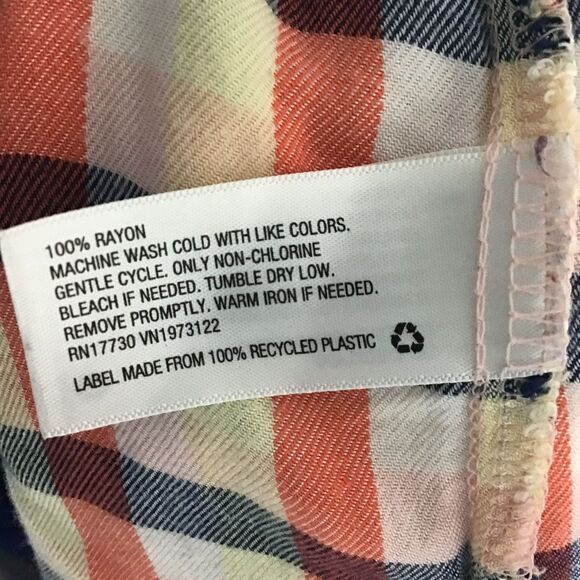 100% RAYON
MACHINE WASH COLD WITH LIKE COLORS.
GENTLE CYCLE. ONLY NON-CHLORINE
BLEACH IF NEEDED. TUMBLE DRY LOW.
REMOVE PROMPTLY. WARM IRON IF NEEDED.
RN17730 VN1973122
LABEL MADE FROM 100% RECYCLED PLASTIC